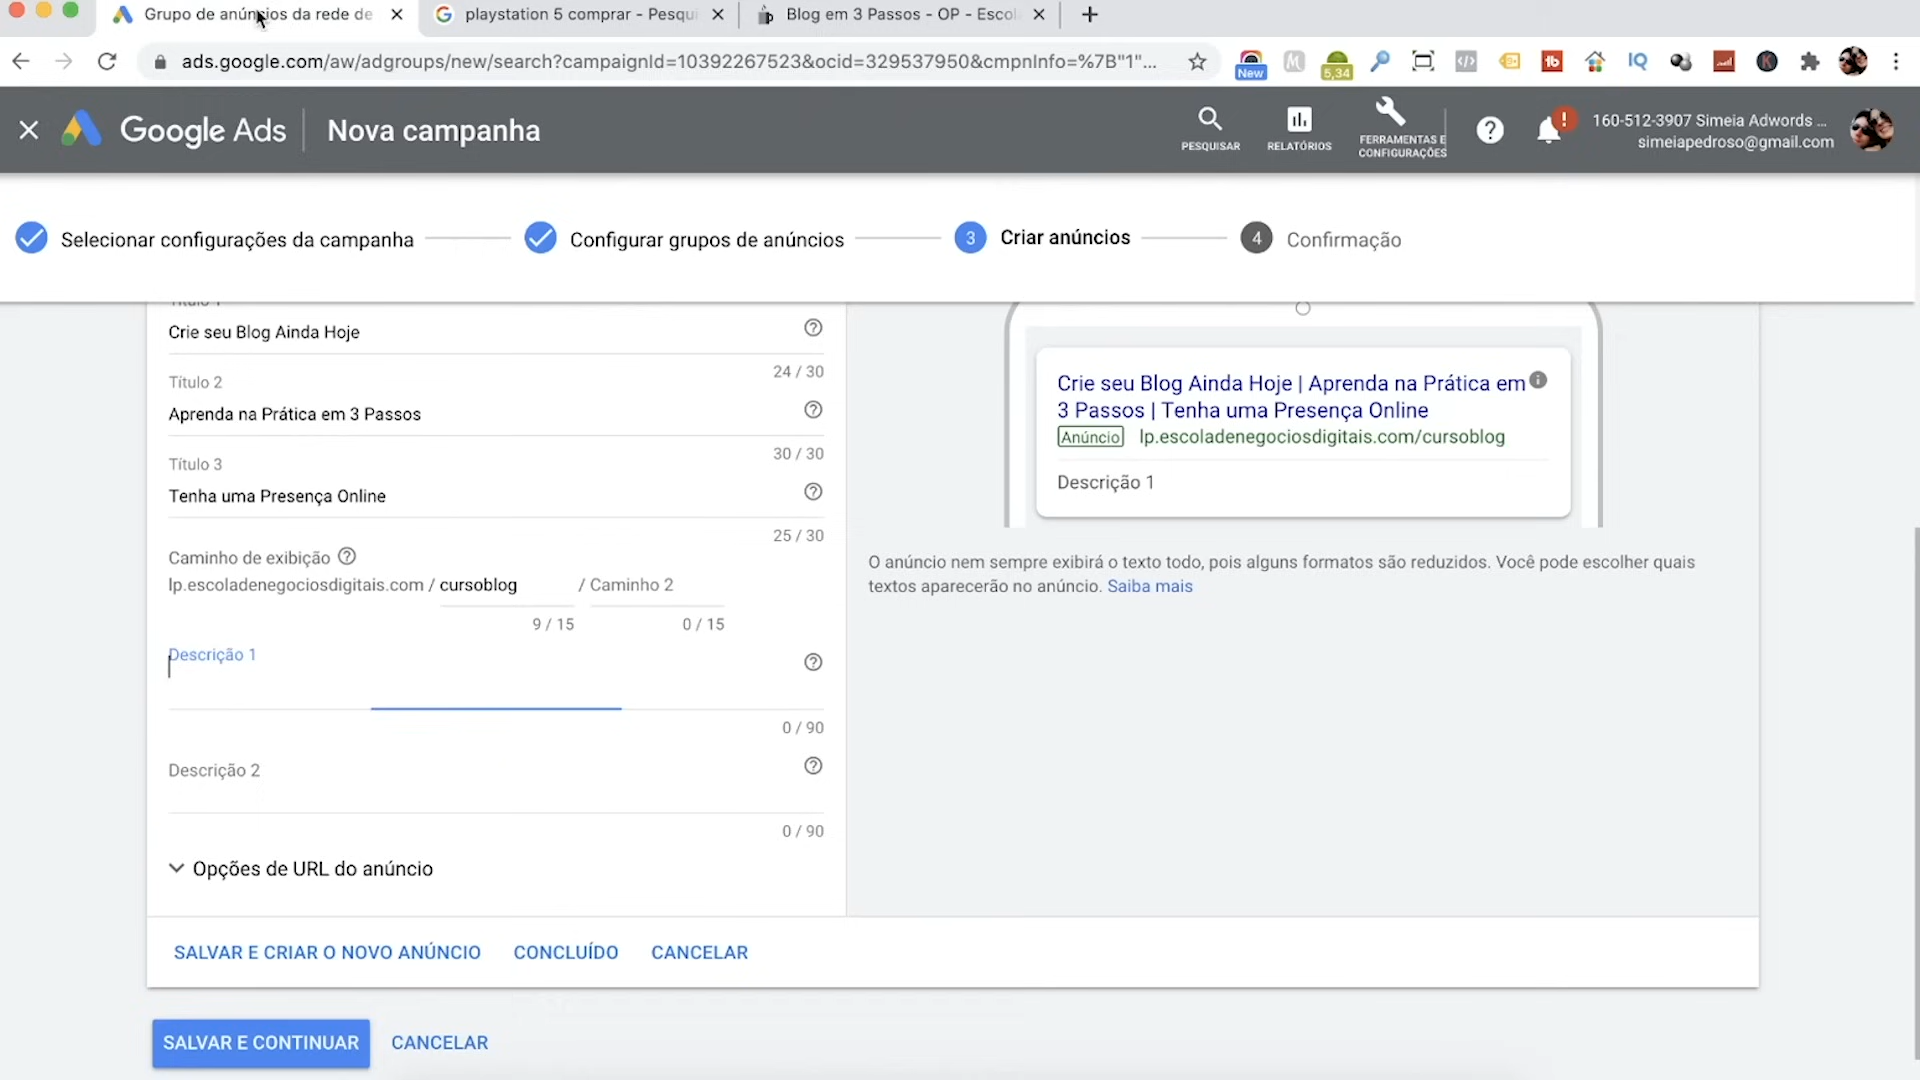 Grupo de anúncios da rede de
playstation 5 comprar - Pesqui
Blog em 3 Passos - OP - Escol
ads.google.com/aw/adgroups/new/search?campaignId=10392267523&ocid=329537950&cmpnInfo=%7B"1"...
New
5,34
Google Ads
Nova campanha
PESQUISAR
RELATÓRIOS
FERRAMENTAS E
CONFIGURAÇÕES
160-512-3907 Simeia Adwords ...
simeiapedroso@gmail.com
Selecionar configurações da campanha
Configurar grupos de anúncios
3 Criar anúncios
4 Confirmação
Título 1
Crie seu Blog Ainda Hoje
24 / 30
Título 2
Aprenda na Prática em 3 Passos
30 / 30
Título 3
Tenha uma Presença Online
25 / 30
Caminho de exibição
lp.escoladenegociosdigitais.com / cursoblog / Caminho 2
9 / 15 0 / 15
Descrição 1
0 / 90
Descrição 2
0 / 90
Opções de URL do anúncio
Crie seu Blog Ainda Hoje | Aprenda na Prática em
3 Passos | Tenha uma Presença Online
Anúncio lp.escoladenegociosdigitais.com/cursoblog
Descrição 1
O anúncio nem sempre exibirá o texto todo, pois alguns formatos são reduzidos. Você pode escolher quais
textos aparecerão no anúncio. Saiba mais
SALVAR E CRIAR O NOVO ANÚNCIO CONCLUÍDO CANCELAR
SALVAR E CONTINUAR CANCELAR